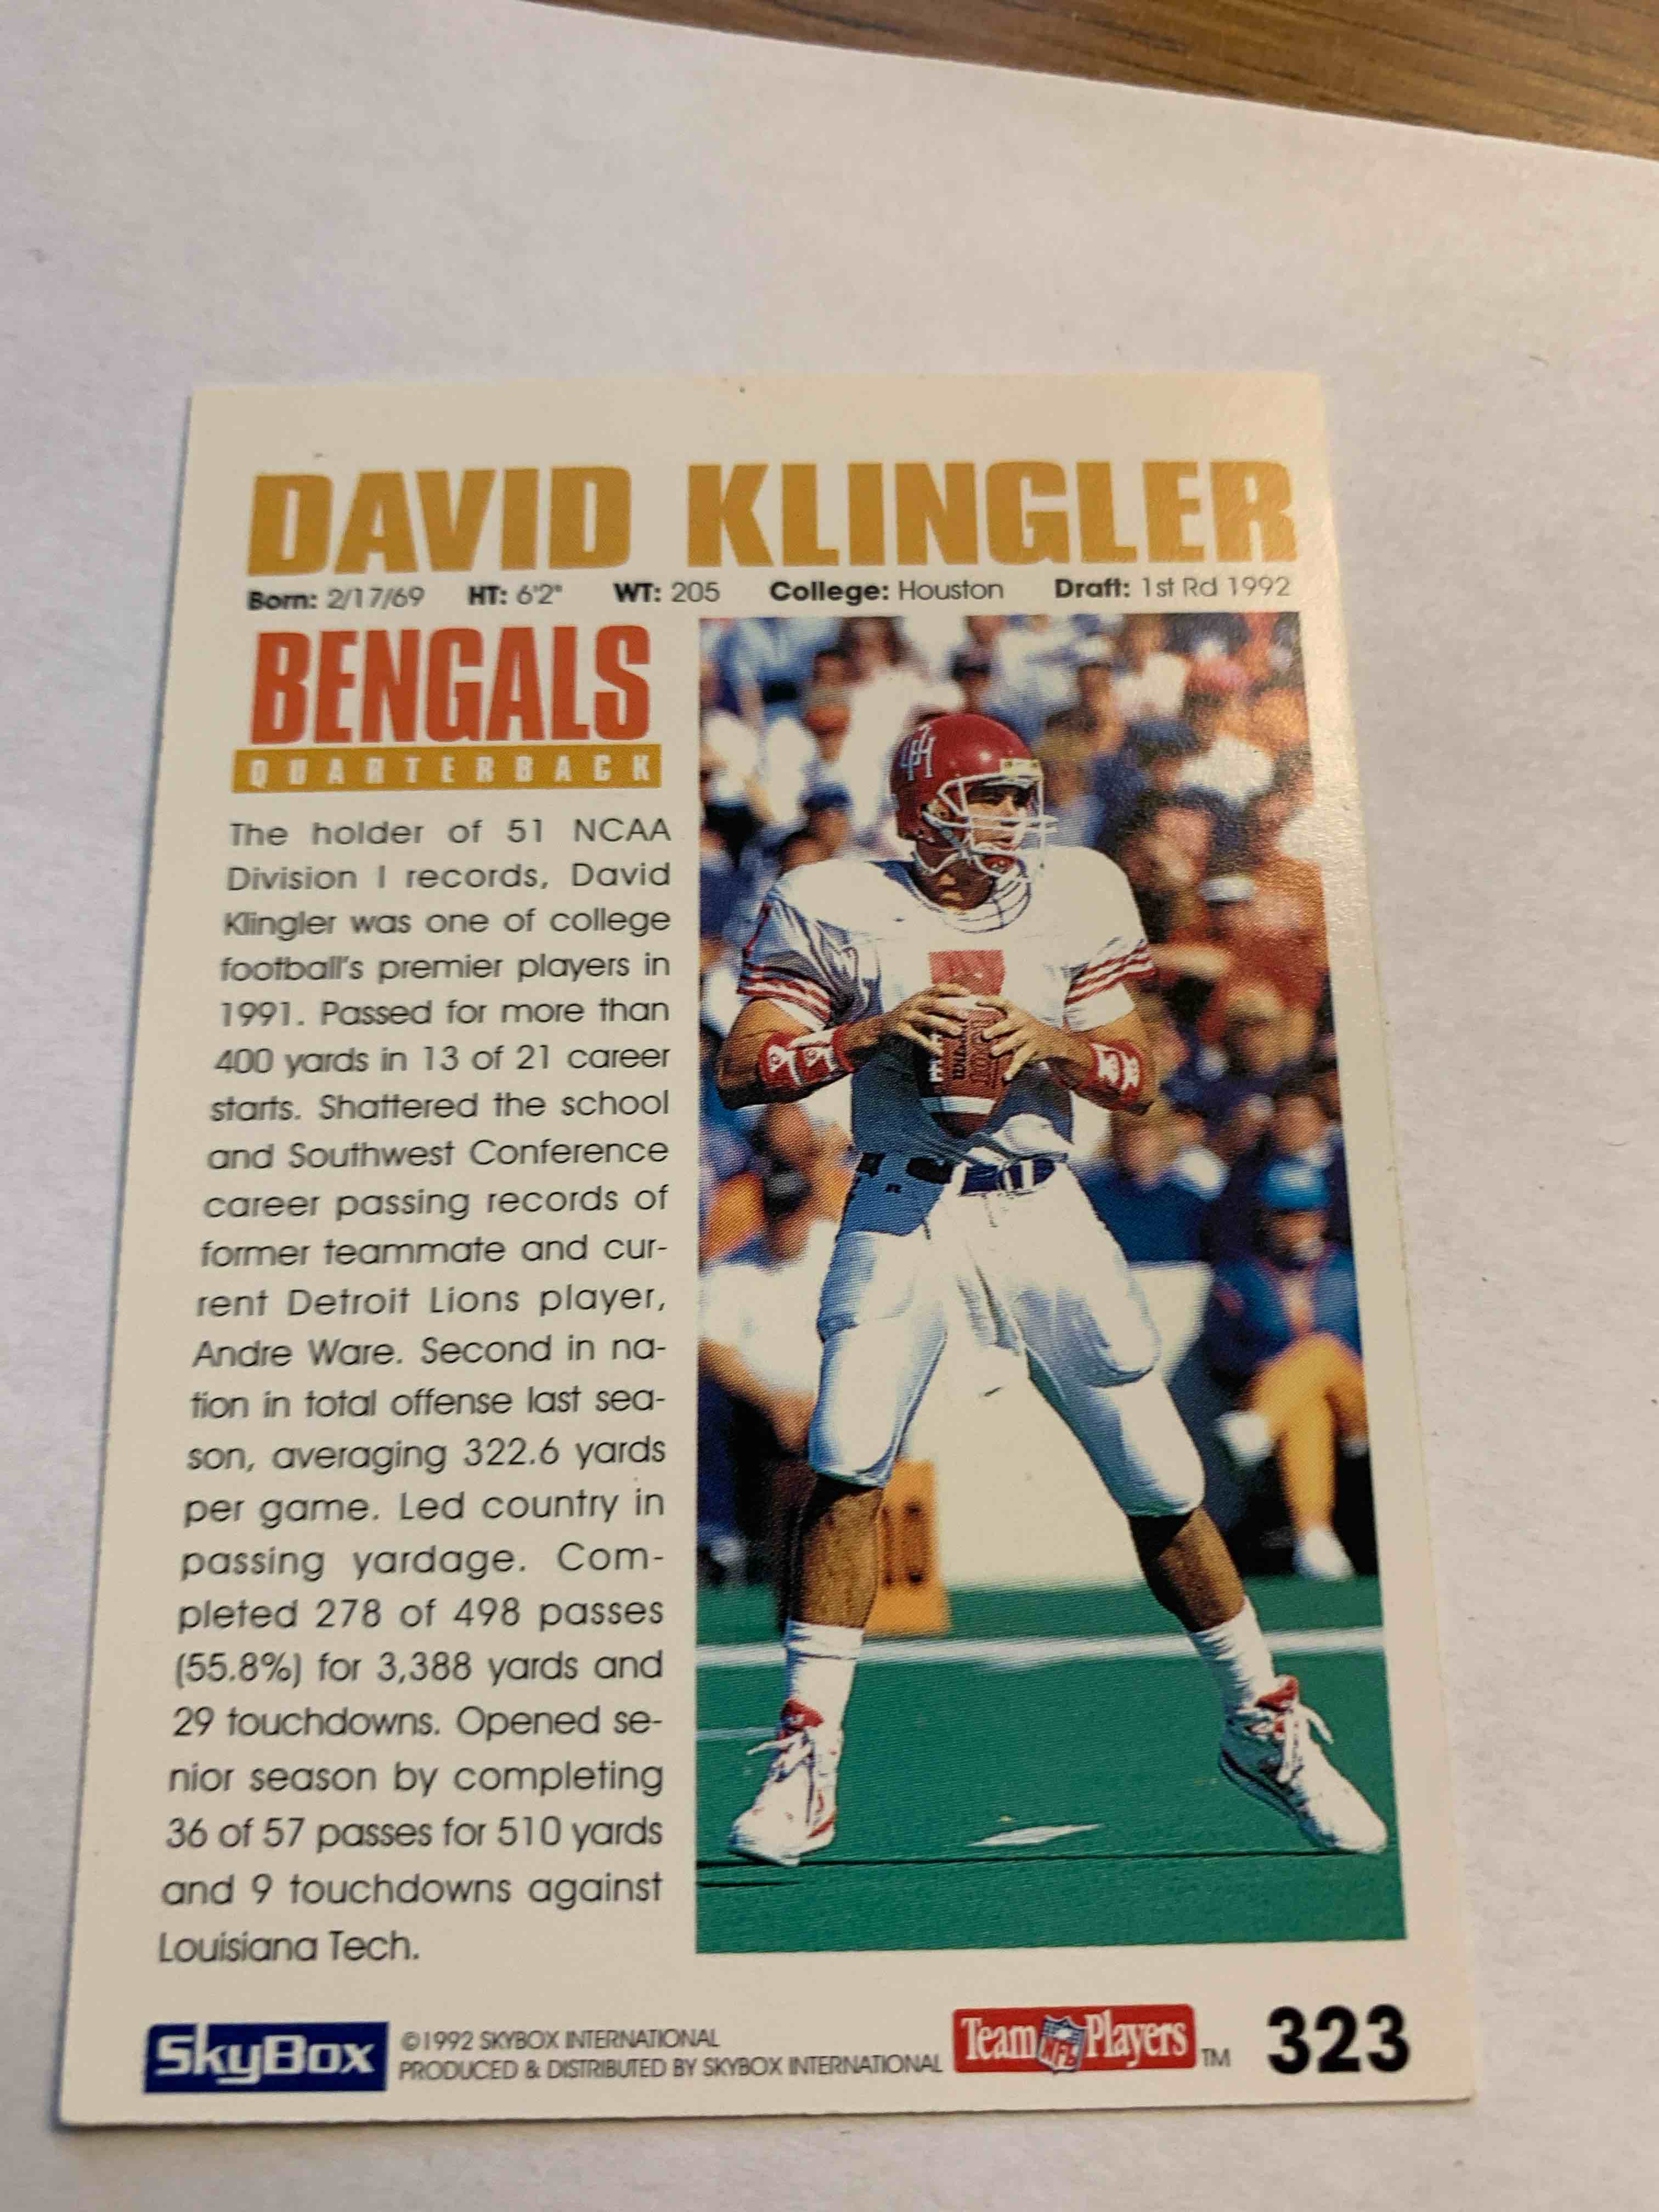 DAVID KLINGLER
Born: 2/17/69 HT: 6'2" WT: 205 College: Houston Draft: 1st Rd 1992
BENGALS
QUARTERBACK
The holder of 51 NCAA
Division I records, David
Klingler was one of college
football's premier players in
1991. Passed for more than
400 yards in 13 of 21 career
starts. Shattered the school
and Southwest Conference
career passing records of
former teammate and cur-
rent Detroit Lions player,
Andre Ware. Second in na-
tion in total offense last sea-
son, averaging 322.6 yards
per game. Led country in
passing yardage. Com-
pleted 278 of 498 passes
(55.8%) for 3,388 yards and
29 touchdowns. Opened se-
nior season by completing
36 of 57 passes for 510 yards
and 9 touchdowns against
Louisiana Tech.
UH
Wilson
SkyBox
©1992 SKYBOX INTERNATIONAL
PRODUCED & DISTRIBUTED BY SKYBOX INTERNATIONAL
Team NFL Players TM
323